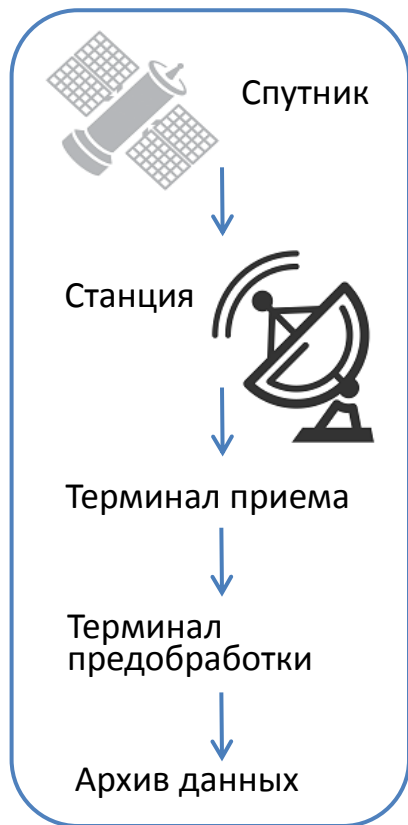 Спутник
Станция
Терминал приема
Терминал
предобработки
Архив данных